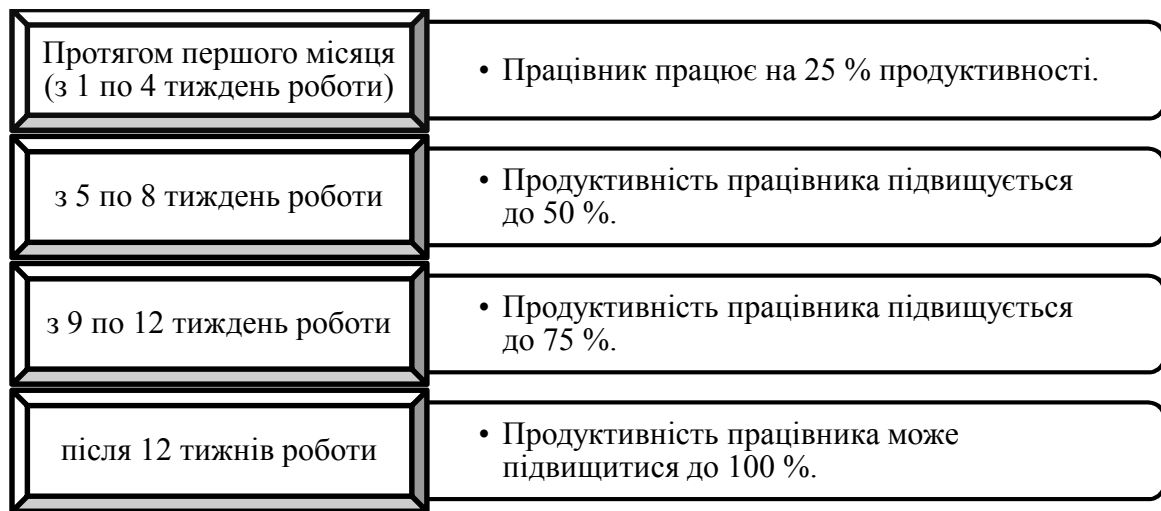 Протягом першого місяця
(з 1 по 4 тиждень роботи)
• Працівник працює на 25 % продуктивності.
з 5 по 8 тиждень роботи
• Продуктивність працівника підвищується
до 50 %.
з 9 по 12 тиждень роботи
• Продуктивність працівника підвищується
до 75 %.
після 12 тижнів роботи
• Продуктивність працівника може
підвищитися до 100 %.